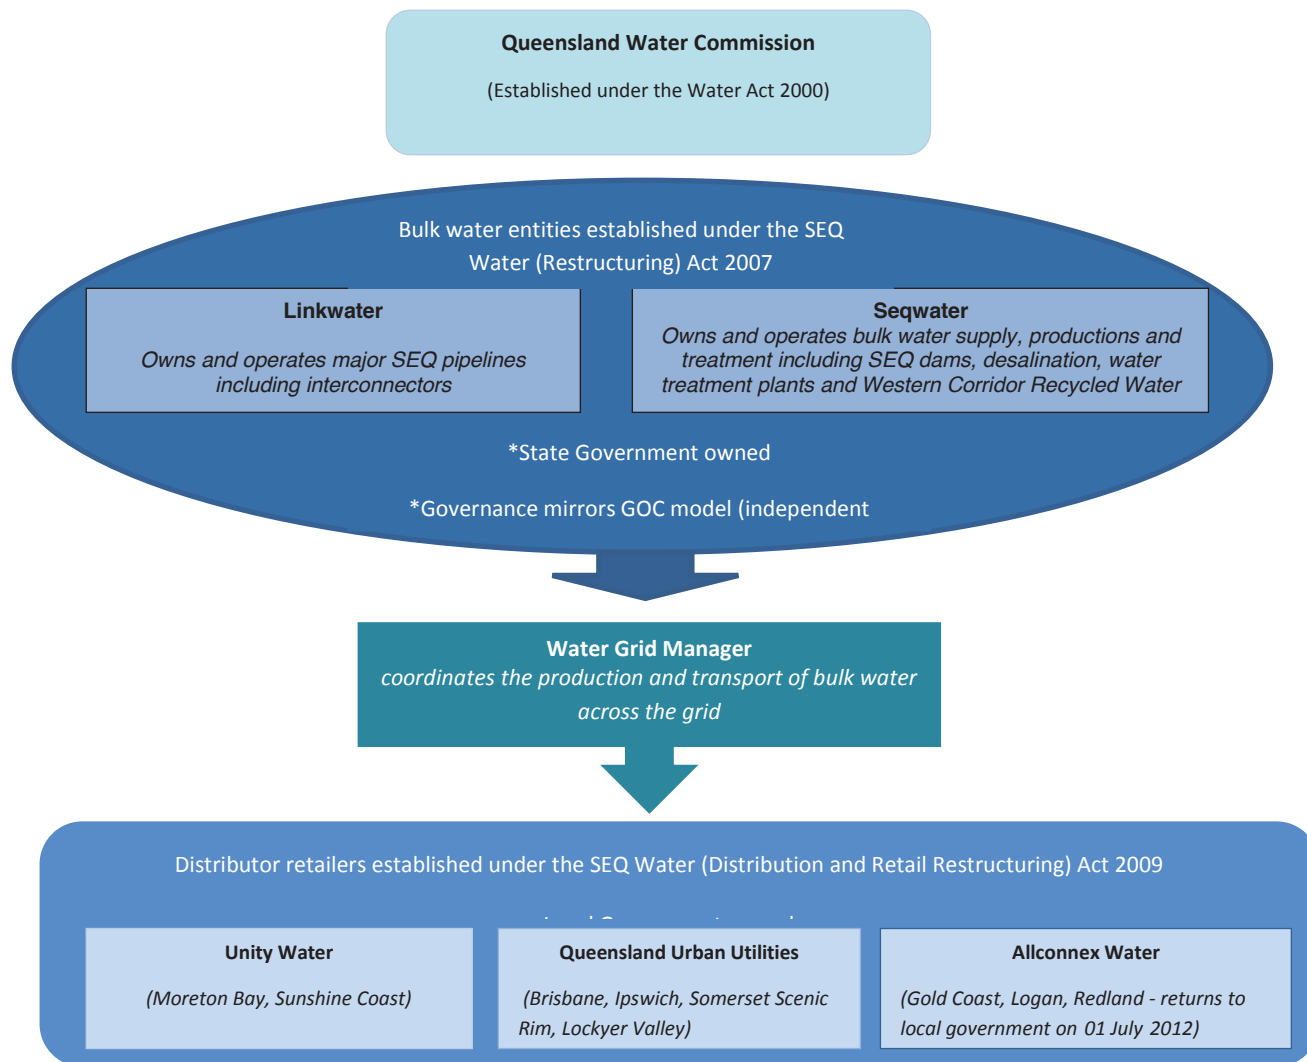 Queensland Water Commission
(Established under the Water Act 2000)
Bulk water entities established under the SEQ
Water (Restructuring) Act 2007
Linkwater
Owns and operates major SEQ pipelines
including interconnectors
Seqwater
Owns and operates bulk water supply, productions and
treatment including SEQ dams, desalination, water
treatment plants and Western Corridor Recycled Water
*State Government owned
*Governance mirrors GOC model (independent
Water Grid Manager
coordinates the production and transport of bulk water
across the grid
Distributor retailers established under the SEQ Water (Distribution and Retail Restructuring) Act 2009
Unity Water
(Moreton Bay, Sunshine Coast)
Queensland Urban Utilities
(Brisbane, Ipswich, Somerset Scenic
Rim, Lockyer Valley)
Allconnex Water
(Gold Coast, Logan, Redland - returns to
local government on 01 July 2012)